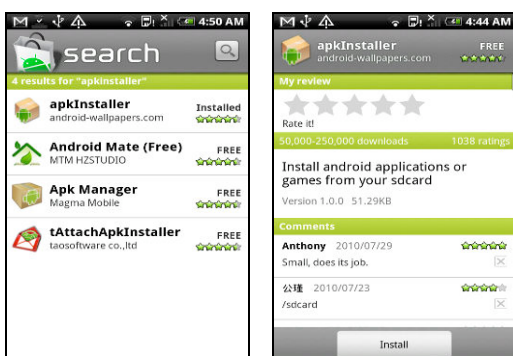 4:50 AM
search
4 results for "apkinstaller"
apkInstaller
android-wallpapers.com
Installed
Android Mate (Free)
MTM HZSTUDIO
FREE
Apk Manager
Magma Mobile
FREE
tAttachApkInstaller
taosoftware co.,ltd
FREE
4:44 AM
apkInstaller
android-wallpapers.com
FREE
My review
Rate it!
50,000-250,000 downloads
1038 ratings
Install android applications or
games from your sdcard
Version 1.0.0 51.29KB
Comments
Anthony 2010/07/29
Small, does its job.
公瑾 2010/07/23
/sdcard
Install